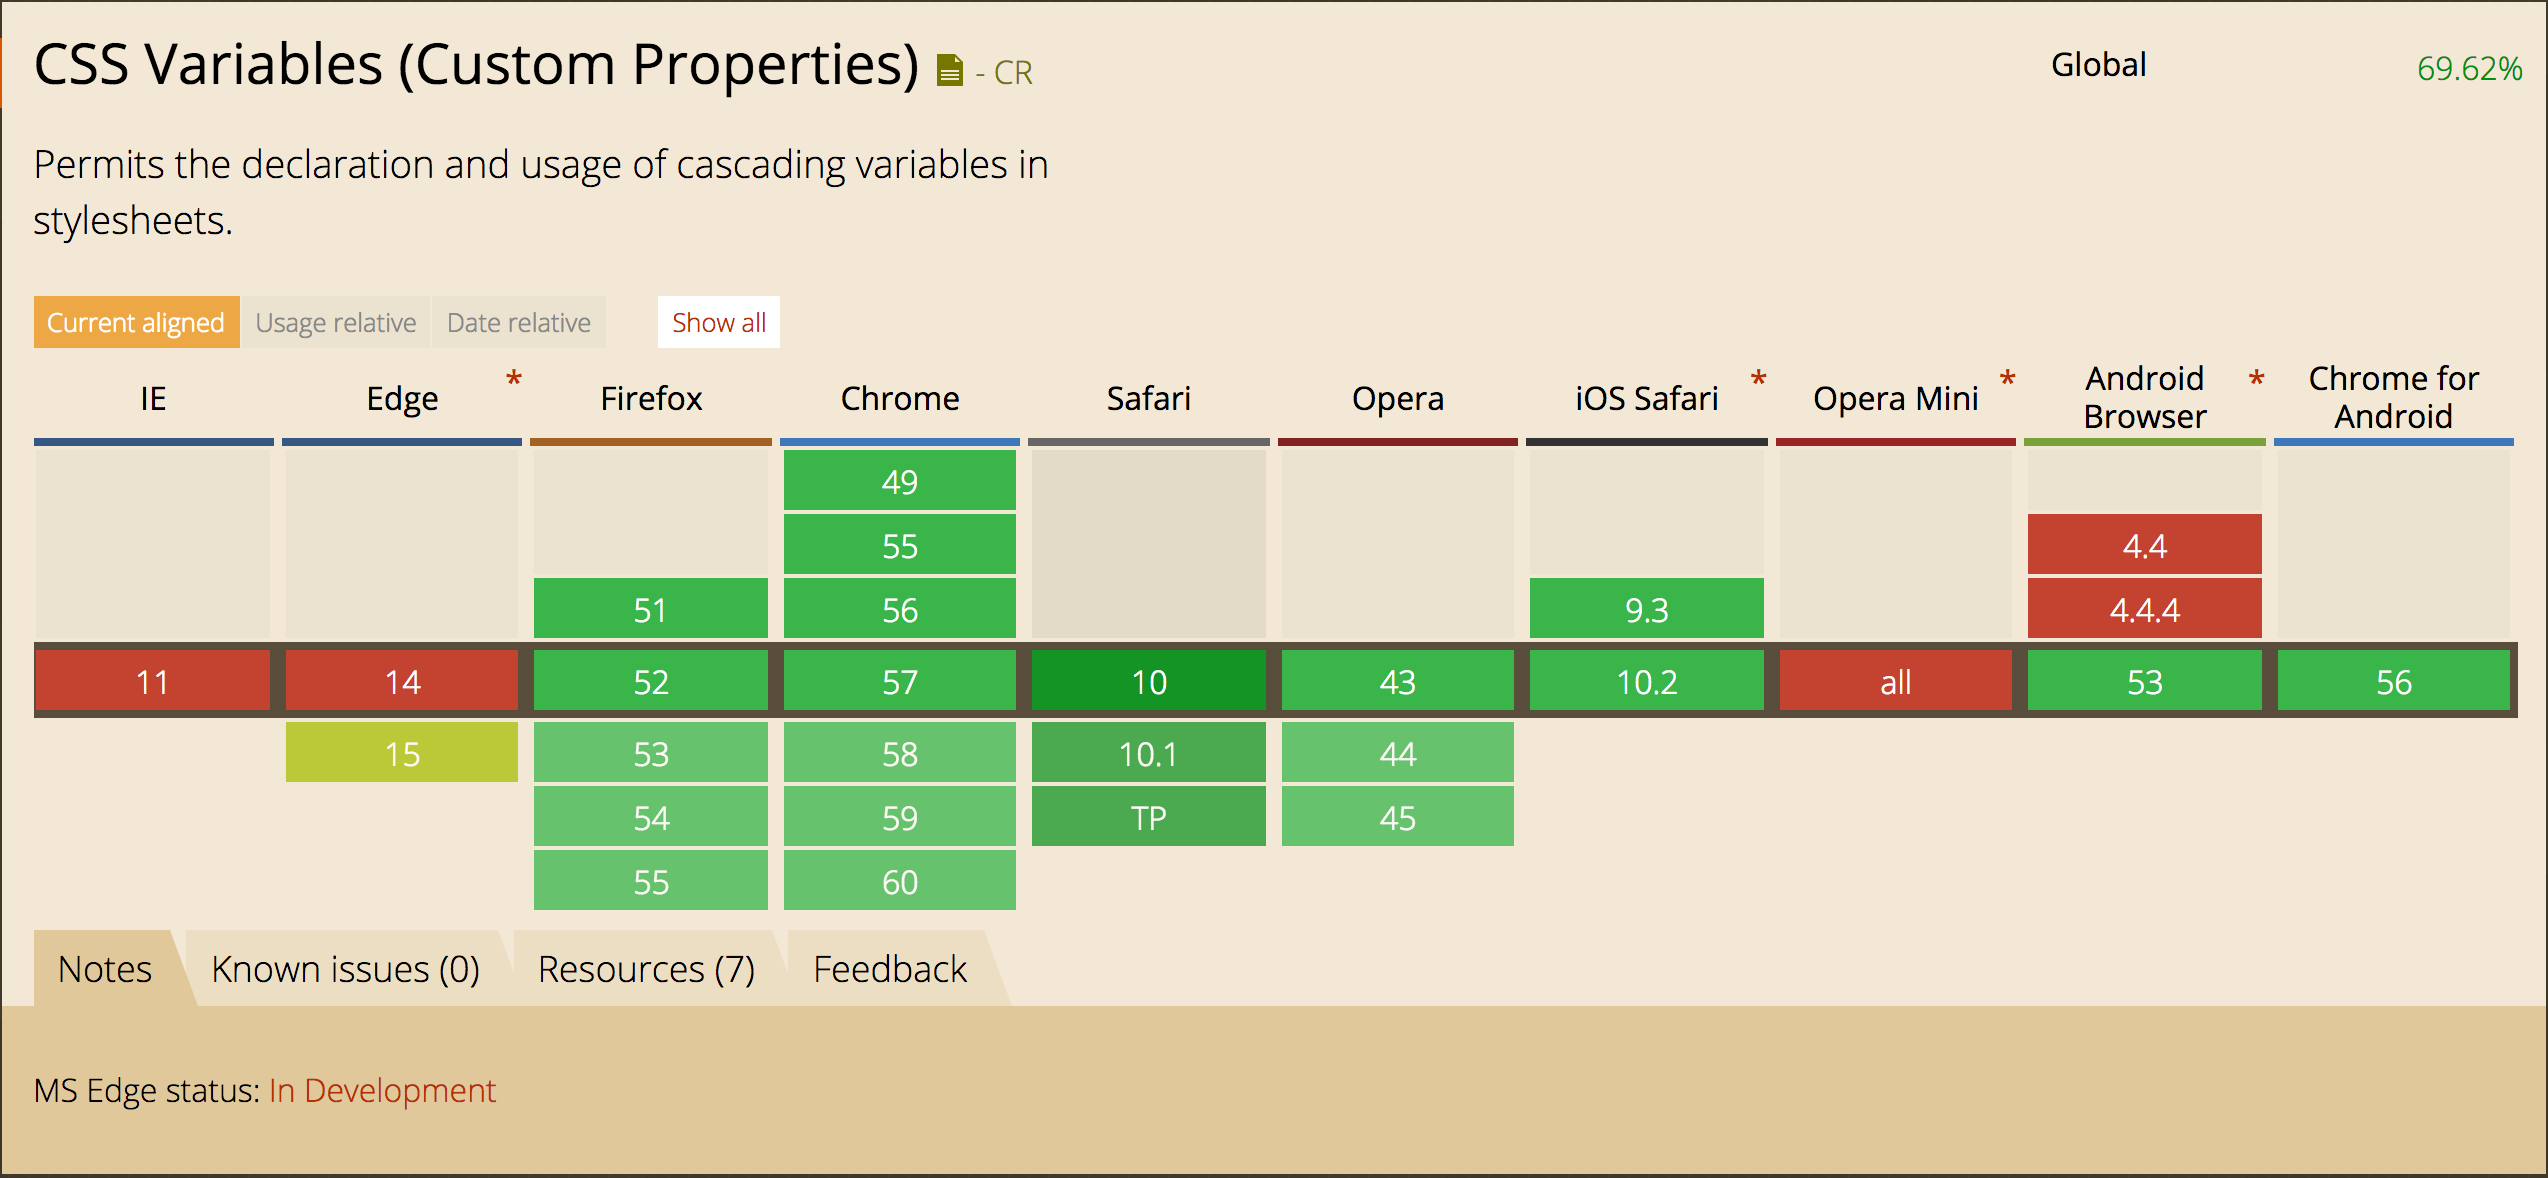 CSS Variables (Custom Properties) - CR
Global 69.62%
Permits the declaration and usage of cascading variables in
stylesheets.
Current aligned Usage relative Date relative Show all
IE Edge * Firefox Chrome Safari Opera iOS Safari * Opera Mini * Android Browser * Chrome for Android
49
55 4.4
51 56 9.3 4.4.4
11 14 52 57 10 43 10.2 all 53 56
15 53 58 10.1 44
54 59 TP 45
55 60
Notes Known issues (0) Resources (7) Feedback
MS Edge status: In Development